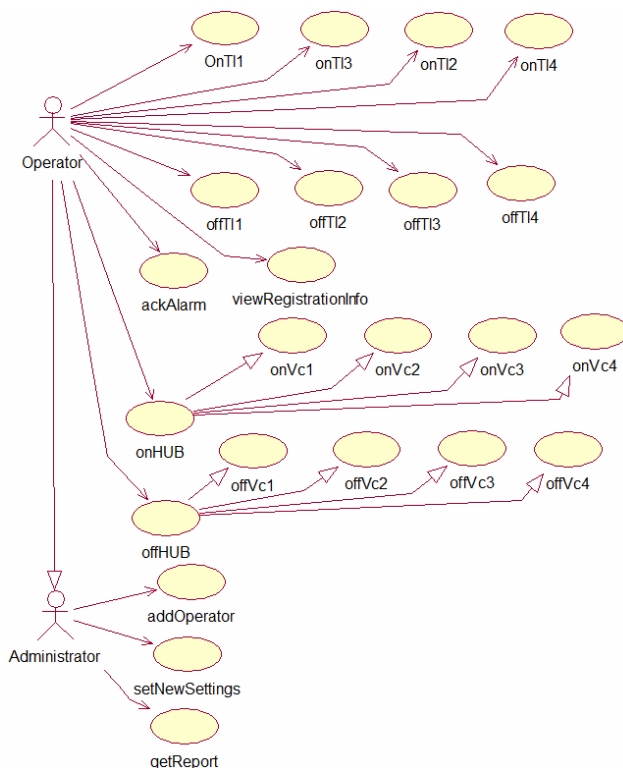 OnTl1
onTl3
onTl2
onTl4
Operator
offTl1
offTl2
offTl3
offTl4
ackAlarm
viewRegistrationInfo
onVc1
onVc2
onVc3
onVc4
onHUB
offVc1
offVc2
offVc3
offVc4
offHUB
addOperator
Administrator
setNewSettings
getReport